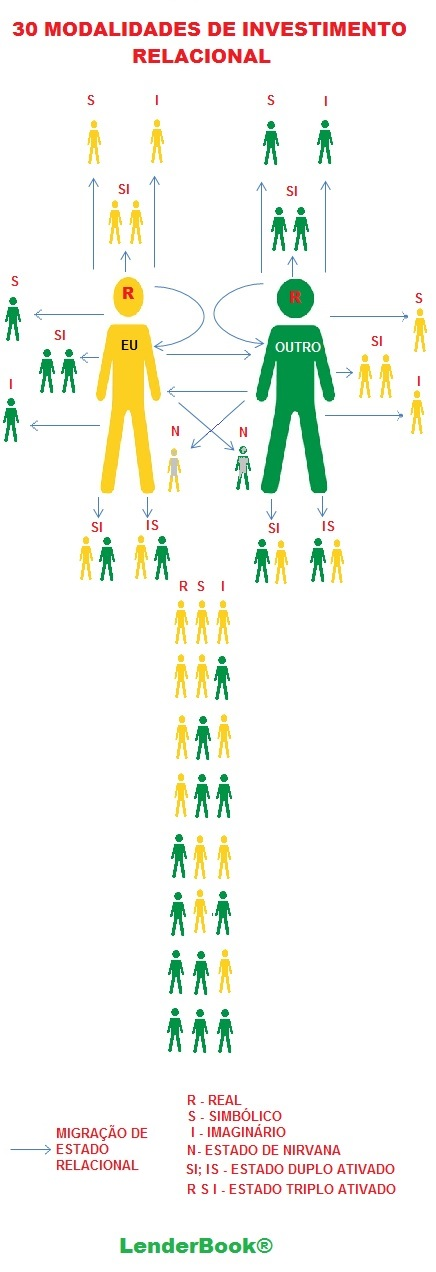 30 MODALIDADES DE INVESTIMENTO
RELACIONAL
S I S I
SI SI
R R
S S
EU OUTRO
SI SI
I I
N N
SI IS SI IS
R S I
R - REAL
S - SIMBÓLICO
I - IMAGINÁRIO
N- ESTADO DE NIRVANA
SI; IS - ESTADO DUPLO ATIVADO
R S I - ESTADO TRIPLO ATIVADO
MIGRAÇÃO DE
ESTADO
RELACIONAL
LenderBook®